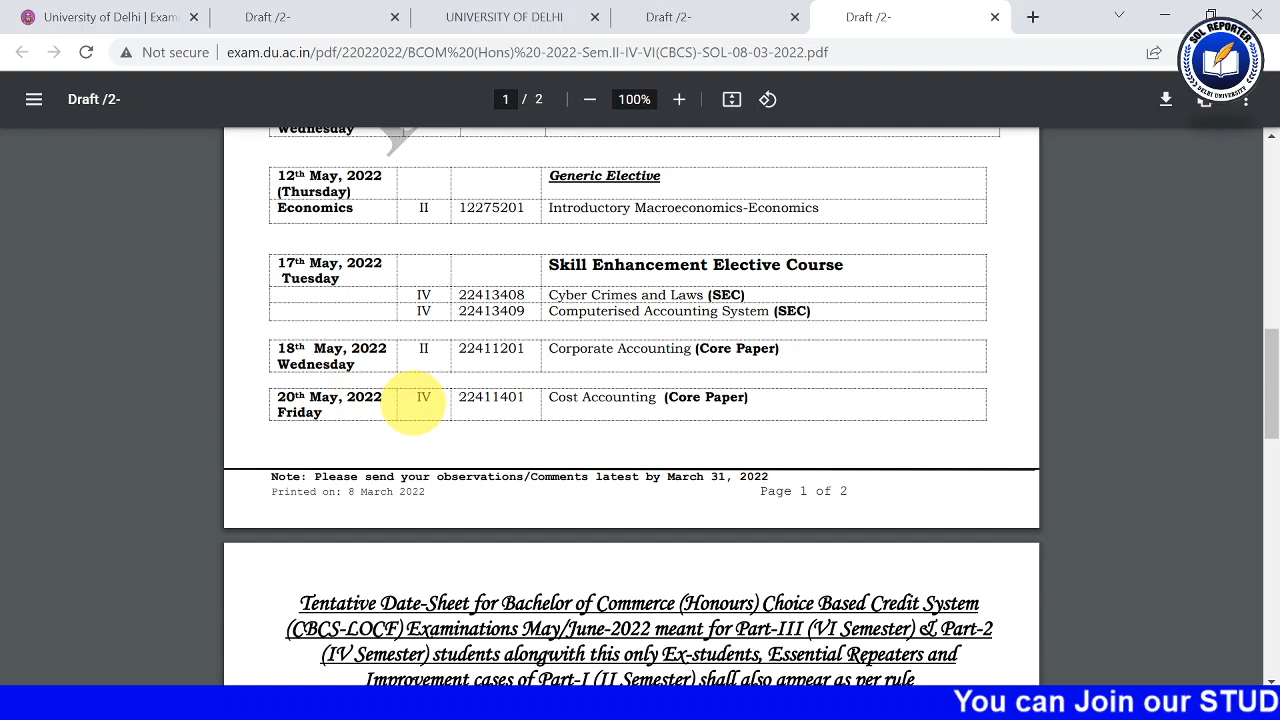 University of Delhi | Exam
Draft /2-
UNIVERSITY OF DELHI
Draft /2-
Draft /2-
Not secure
exam.du.ac.in/pdf/22022022/BCOM%20(Hons)%20-2022-Sem.II-IV-VI(CBCS)-SOL-08-03-2022.pdf
SOL REPORTER
DELHI UNIVERSITY
Draft /2-
1 / 2
100%
Wednesday
12th May, 2022 Generic Elective
(Thursday)
Economics II 12275201 Introductory Macroeconomics-Economics
17th May, 2022 Skill Enhancement Elective Course
Tuesday
IV 22413408 Cyber Crimes and Laws (SEC)
IV 22413409 Computerised Accounting System (SEC)
18th May, 2022 II 22411201 Corporate Accounting (Core Paper)
Wednesday
20th May, 2022 IV 22411401 Cost Accounting (Core Paper)
Friday
Note: Please send your observations/Comments latest by March 31, 2022
Printed on: 8 March 2022 Page 1 of 2
Tentative Date-Sheet for Bachelor of Commerce (Honours) Choice Based Credit System
(CBCS-LOCF) Examinations May/June-2022 meant for Part-III (VI Semester) & Part-2
(IV Semester) students alongwith this only Ex-students, Essential Repeaters and
Improvement cases of Part-I (II Semester) shall also appear as per rule
You can Join our STUD